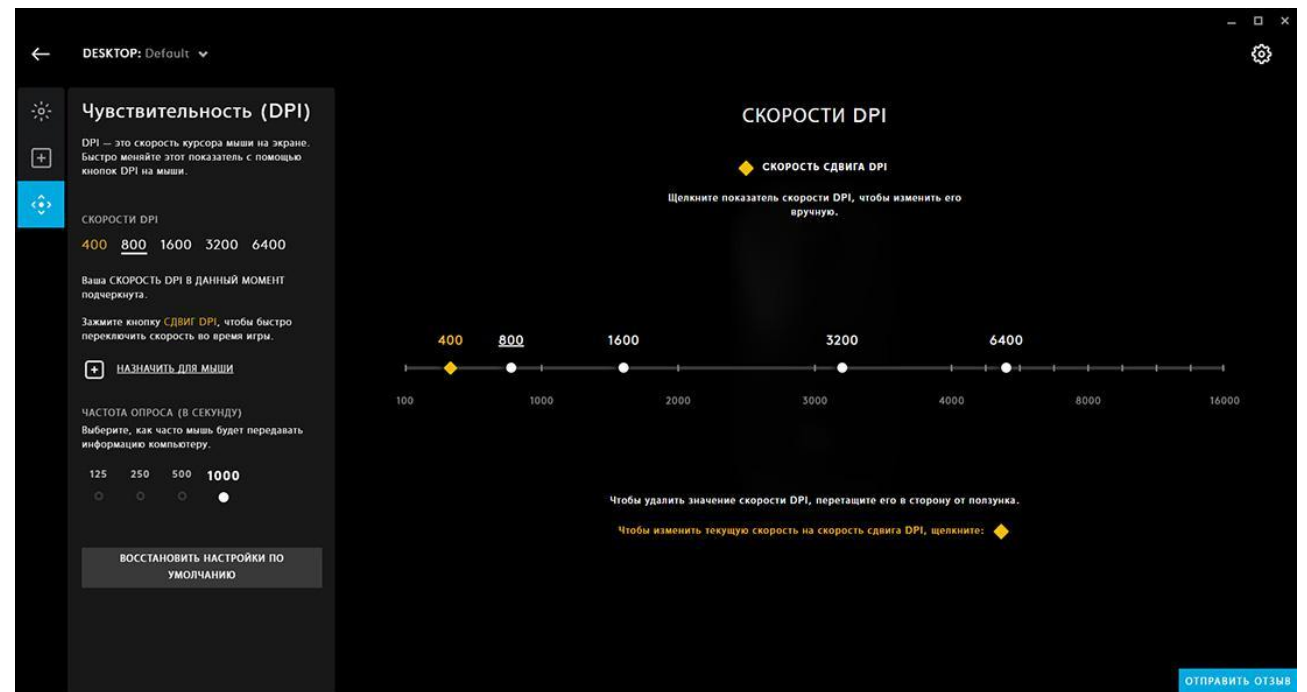 DESKTOP: Default
Чувствительность (DPI)
DPI — это скорость курсора мыши на экране.
Быстро меняйте этот показатель с помощью
кнопок DPI на мыши.
СКОРОСТИ DPI
400 800 1600 3200 6400
Ваша СКОРОСТЬ DPI В ДАННЫЙ МОМЕНТ
подчеркнута.
Зажмите кнопку СДВИГ DPI, чтобы быстро
переключить скорость во время игры.
НАЗНАЧИТЬ ДЛЯ МЫШИ
ЧАСТОТА ОПРОСА (В СЕКУНДУ)
Выберите, как часто мышь будет передавать
информацию компьютеру.
125 250 500 1000
ВОССТАНОВИТЬ НАСТРОЙКИ ПО
УМОЛЧАНИЮ
СКОРОСТИ DPI
СКОРОСТЬ СДВИГА DPI
Щелкните показатель скорости DPI, чтобы изменить его
вручную.
400 800 1600 3200 6400
100 1000 2000 3000 4000 8000 16000
Чтобы удалить значение скорости DPI, перетащите его в сторону от ползунка.
Чтобы изменить текущую скорость на скорость сдвига DPI, щелкните:
ОТПРАВИТЬ ОТЗЫВ